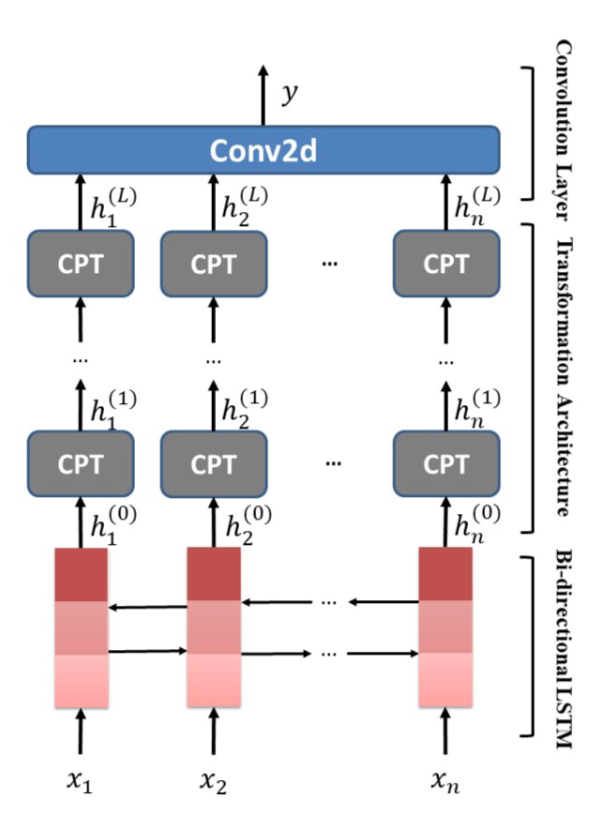 y
Conv2d
h_1^{(L)} h_2^{(L)} h_n^{(L)}
CPT CPT ... CPT
... ... ...
h_1^{(1)} h_2^{(1)} h_n^{(1)}
CPT CPT ... CPT
h_1^{(0)} h_2^{(0)} h_n^{(0)}
...
...
x_1 x_2 x_n
Convolution Layer
Transformation Architecture
Bi-directional LSTM